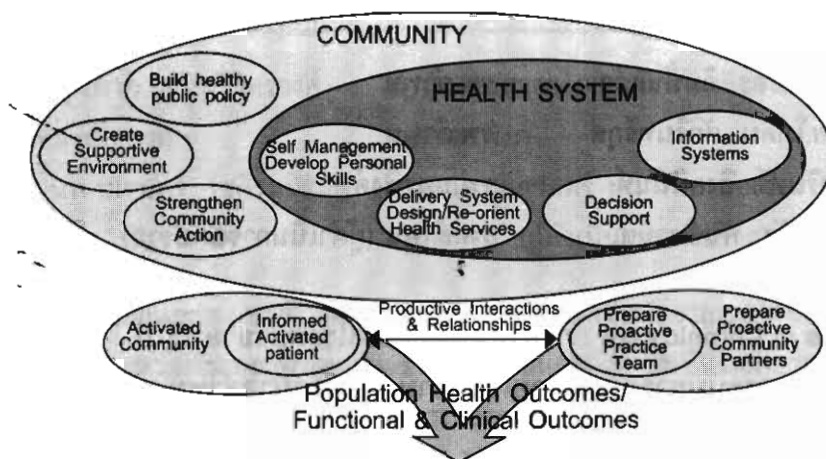 COMMUNITY
Build healthy
public policy
HEALTH SYSTEM
Create
Supportive
Environment
Self Management
Develop Personal
Skills
Information
Systems
Strengthen
Community
Action
Delivery System
Design/Re-orient
Health Services
Decision
Support
Activated
Community
Informed
Activated
patient
Productive Interactions
& Relationships
Prepare
Proactive
Practice
Team
Prepare
Proactive
Community
Partners
Population Health Outcomes/
Functional & Clinical Outcomes